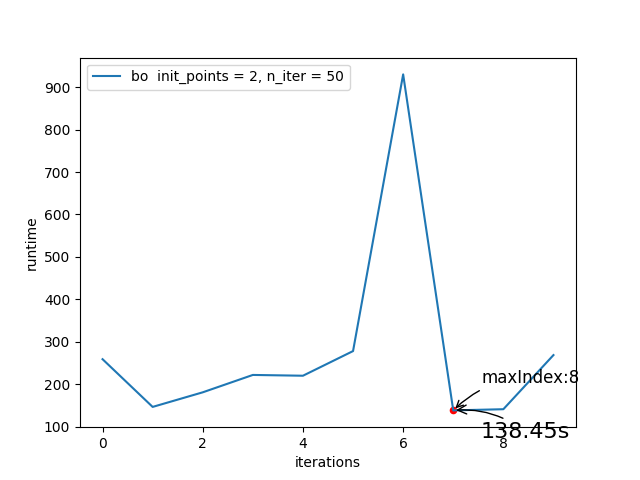 bo  init_points = 2, n_iter = 50
900
800
700
600
500
400
300
200
100
runtime
maxIndex:8
138.45s
0
2
4
6
8
iterations